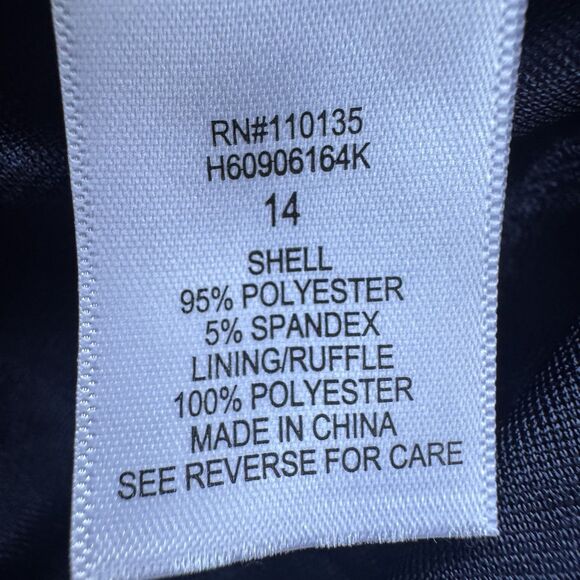 RN#110135
H60906164K
14
SHELL
95% POLYESTER
5% SPANDEX
LINING/RUFFLE
100% POLYESTER
MADE IN CHINA
SEE REVERSE FOR CARE